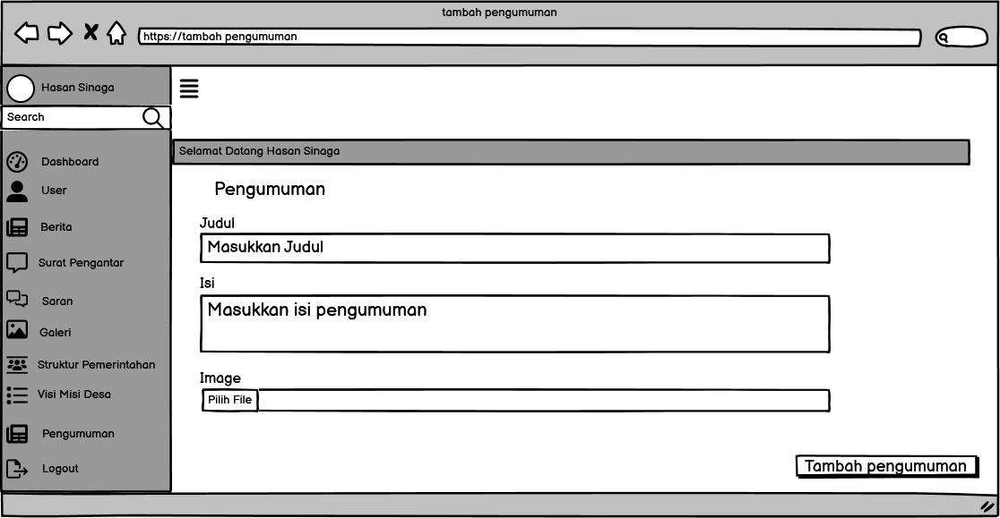 tambah pengumuman
https://tambah pengumuman
Hasan Sinaga
Search
Dashboard
User
Berita
Surat Pengantar
Saran
Galeri
Struktur Pemerintahan
Visi Misi Desa
Pengumuman
Logout
Selamat Datang Hasan Sinaga
Pengumuman
Judul
Masukkan Judul
Isi
Masukkan isi pengumuman
Image
Pilih File
Tambah pengumuman